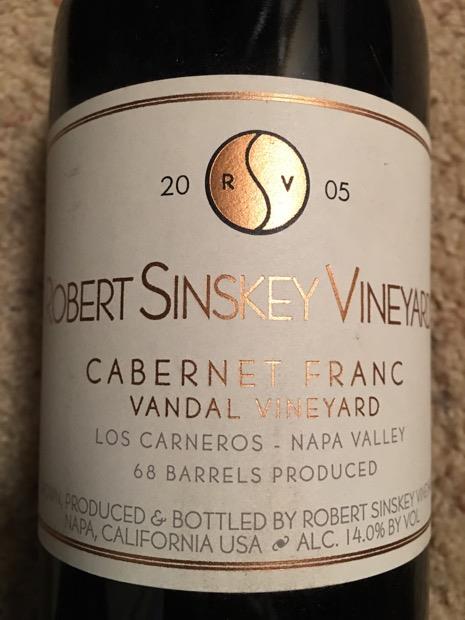 20 R V 05
ROBERT SINSKEY VINEYARD
CABERNET FRANC
VANDAL VINEYARD
LOS CARNEROS - NAPA VALLEY
68 BARRELS PRODUCED
PRODUCED & BOTTLED BY ROBERT SINSKEY
NAPA, CALIFORNIA USA ALC. 14.0% BY VOL